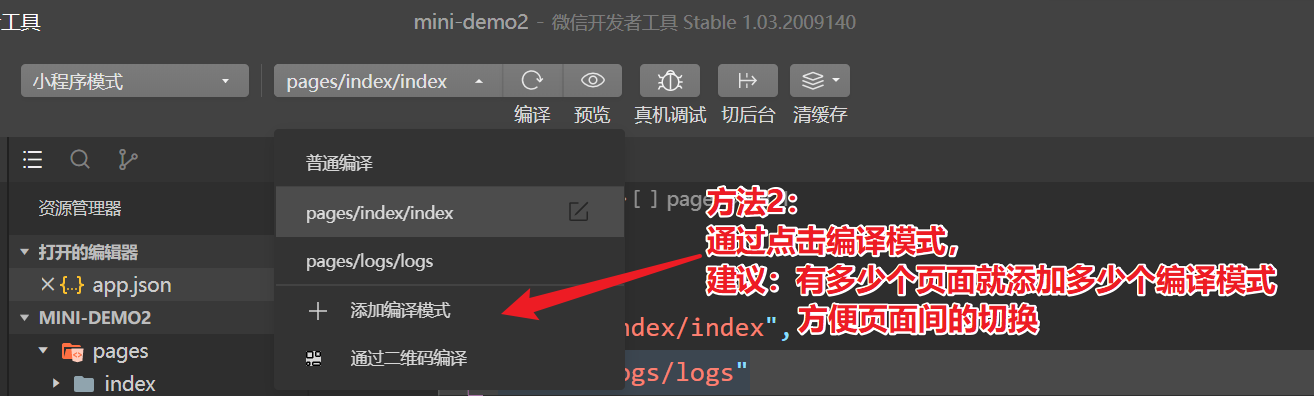 者工具
mini-demo2 - 微信开发者工具 Stable 1.03.2009140
小程序模式
pages/index/index
编译
预览
真机调试
切后台
清缓存
普通编译
资源管理器
pages/index/index
[ ] page
打开的编辑器
pages/logs/logs
{..} app.json
MINI-DEMO2
添加编译模式
pages
通过二维码编译
index
方法2:
通过点击编译模式,
建议:有多少个页面就添加多少个编译模式
方便页面间的切换
ndex/index",
ogs/logs"